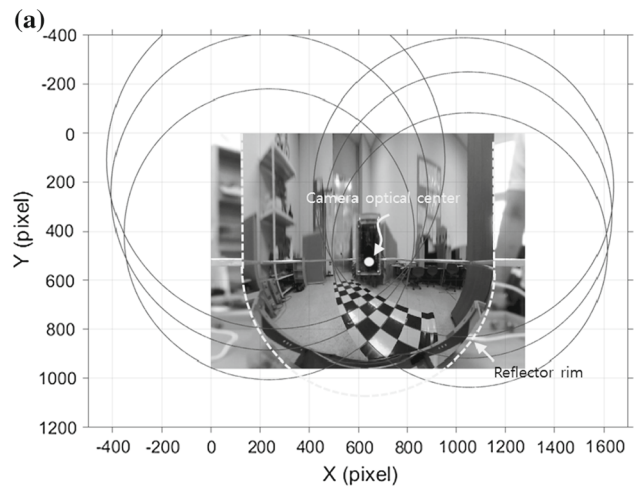 (a)
-400
-200
0
200
400
600
800
1000
1200
Y (pixel)
Camera optical center
Reflector rim
-400 -200 0 200 400 600 800 1000 1200 1400 1600
X (pixel)